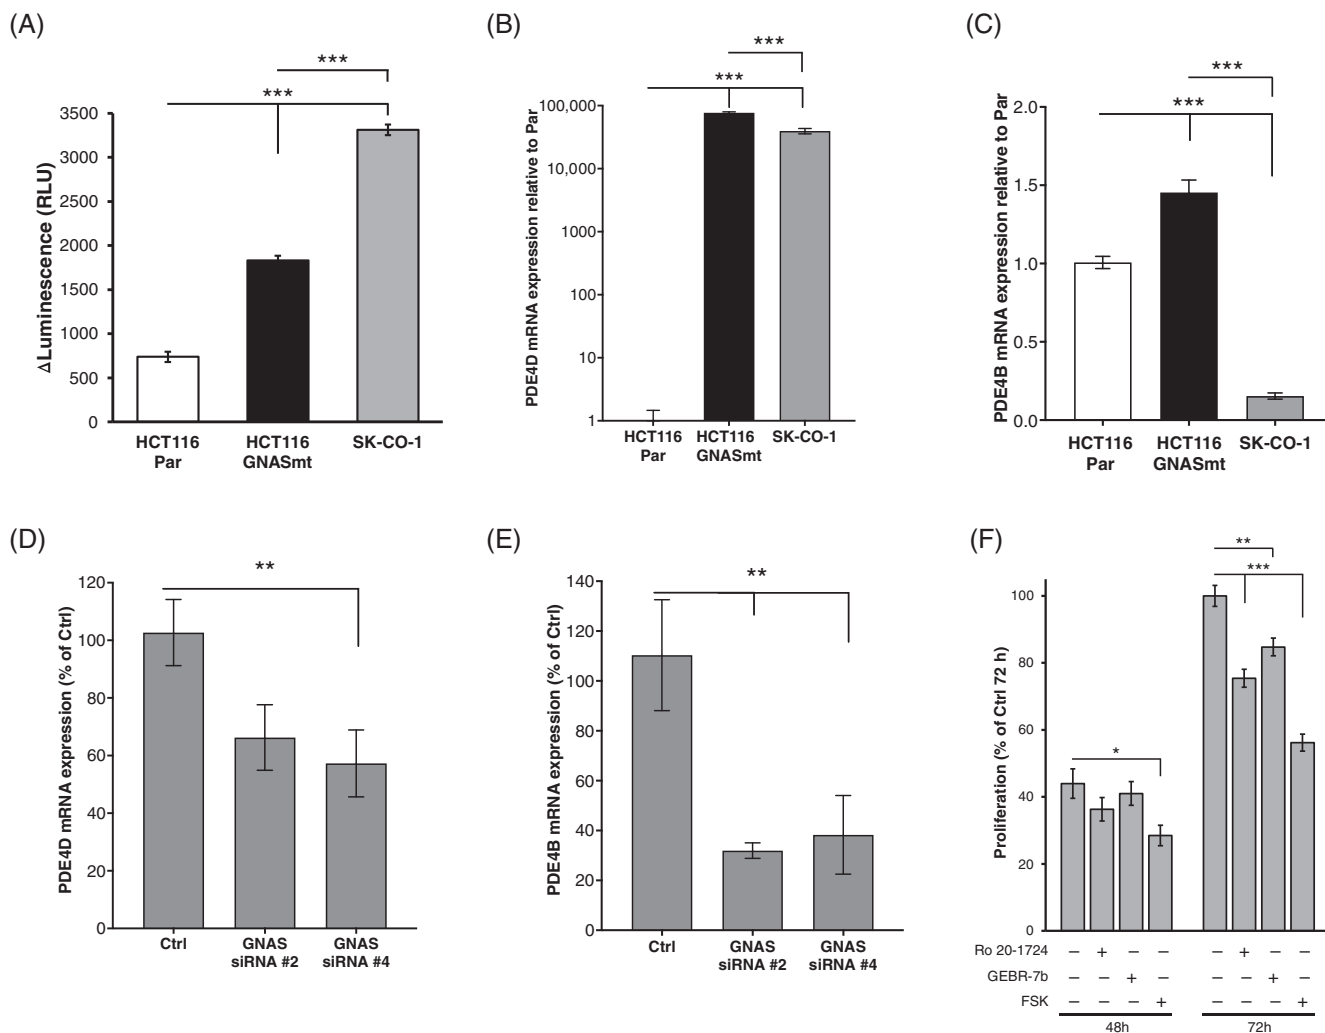 (A)
***
***
ΔLuminescence (RLU)
3500
3000
2500
2000
1500
1000
500
0
HCT116
Par
HCT116
GNASmt
SK-CO-1
(B)
***
***
PDE4D mRNA expression relative to Par
100,000
10,000
1000
100
10
1
HCT116
Par
HCT116
GNASmt
SK-CO-1
(C)
***
***
PDE4B mRNA expression relative to Par
2.0
1.5
1.0
0.5
0.0
HCT116
Par
HCT116
GNASmt
SK-CO-1
(D)
**
PDE4D mRNA expression (% of Ctrl)
120
100
80
60
40
20
0
Ctrl
GNAS
siRNA #2
GNAS
siRNA #4
(E)
**
PDE4B mRNA expression (% of Ctrl)
140
120
100
80
60
40
20
0
Ctrl
GNAS
siRNA #2
GNAS
siRNA #4
(F)
**
***
*
Proliferation (% of Ctrl 72 h)
100
80
60
40
20
0
Ro 20-1724 – + – – – + – –
GEBR-7b – – + – – – + –
FSK – – – + – – – +
48h 72h